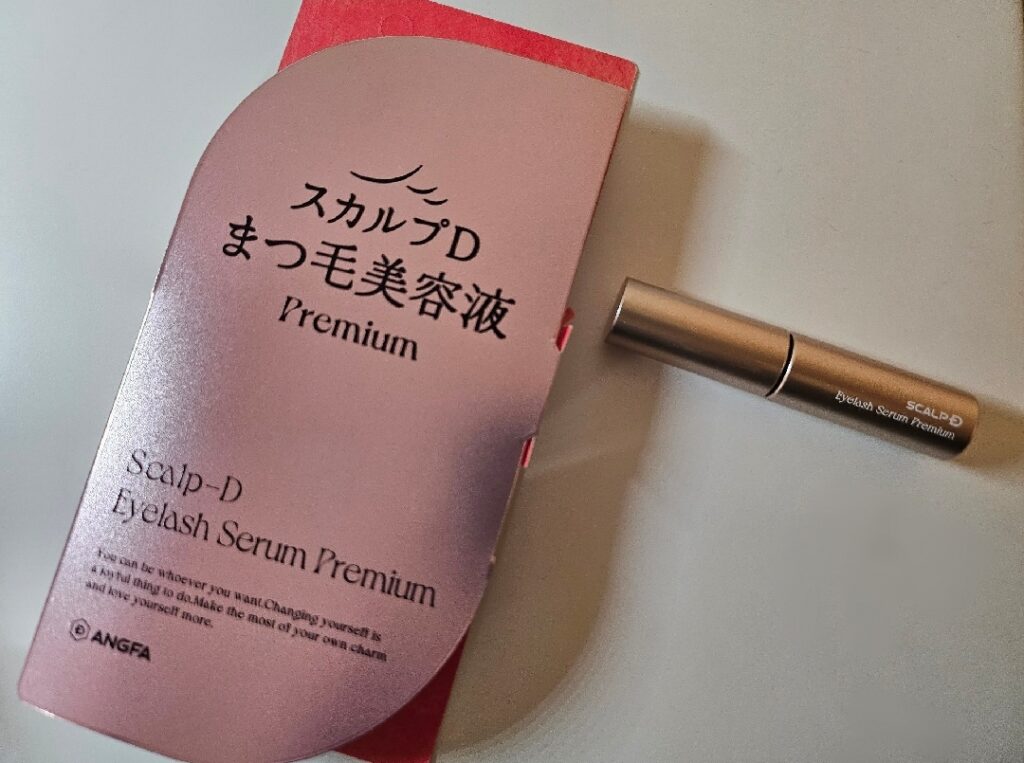 スカルプD
まつ毛美容液
Premium
Scalp-D
Eyelash Serum Premium
You can be whoever you want.Changing yourself is
a joyful thing to do.Make the most of your own charm
and love yourself more.
ANGFA
SCALP-D
Eyelash Serum Premium